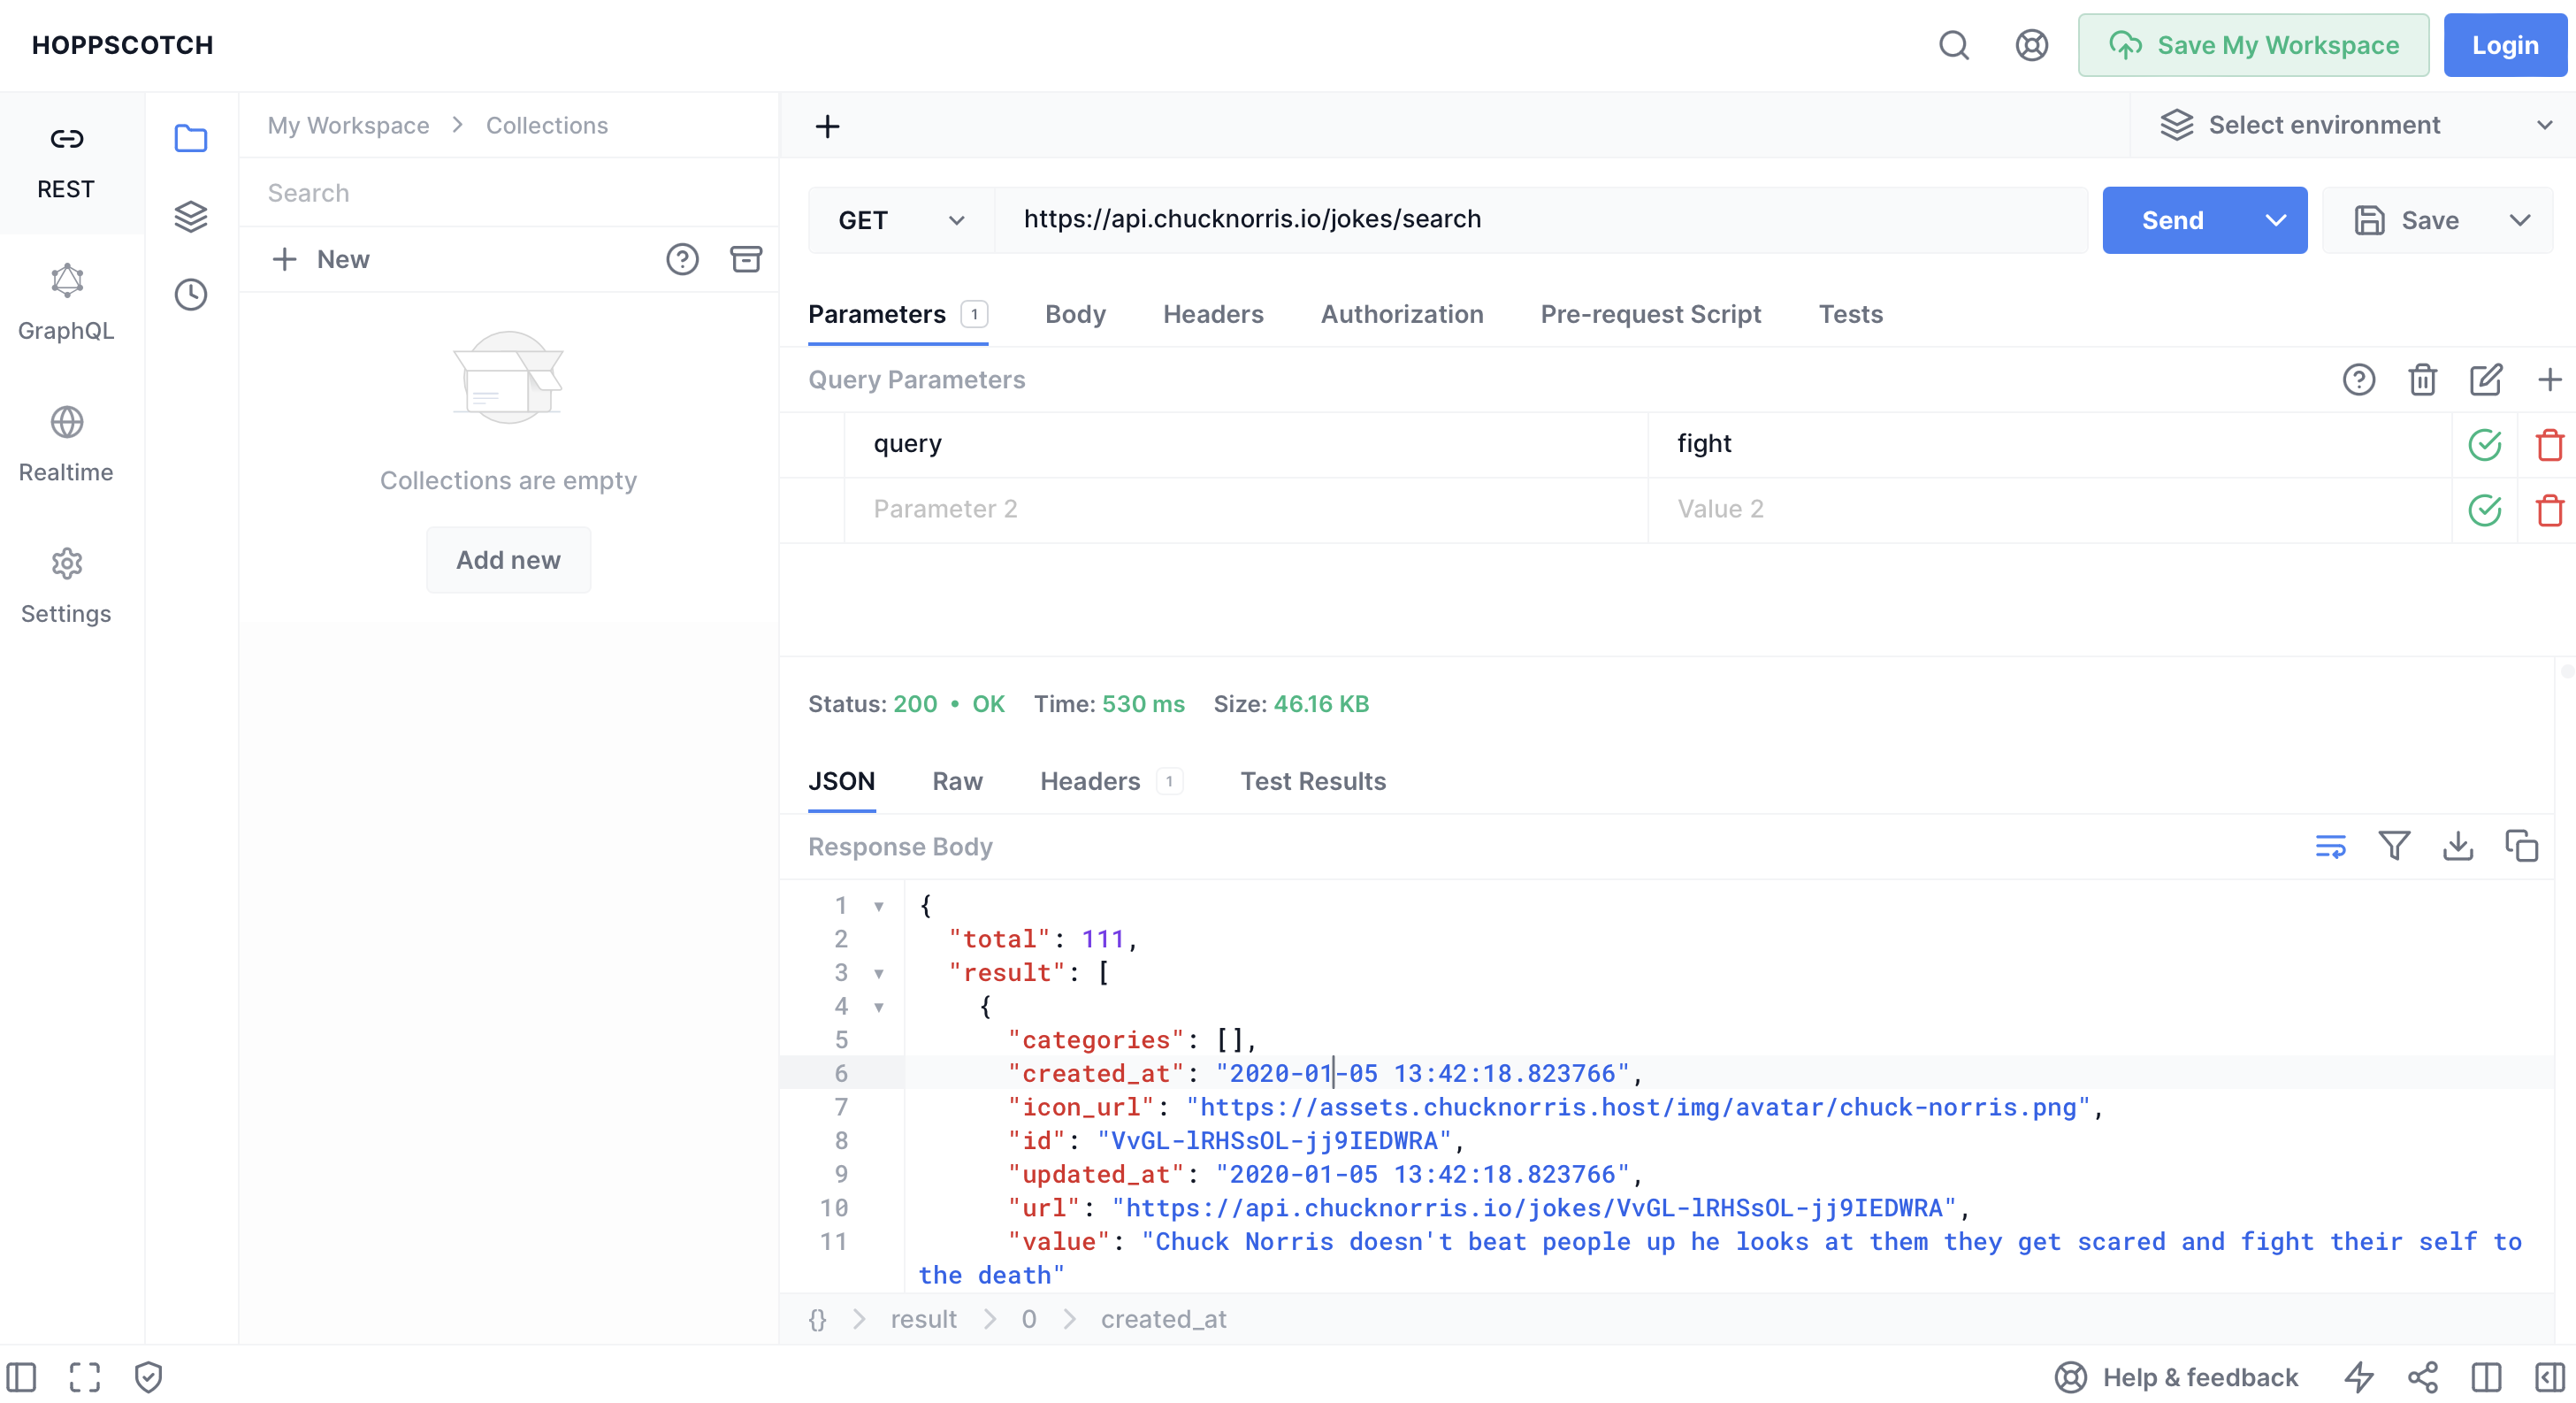 HOPPSCOTCH
Save My Workspace
Login
REST
GraphQL
Realtime
Settings
My Workspace > Collections
Search
New
Collections are empty
Add new
Select environment
GET
https://api.chucknorris.io/jokes/search
Send
Save
Parameters 1 Body Headers Authorization Pre-request Script Tests
Query Parameters
query fight
Parameter 2 Value 2
Status: 200 • OK Time: 530 ms Size: 46.16 KB
JSON Raw Headers 1 Test Results
Response Body
1 {
2 "total": 111,
3 "result": [
4 {
5 "categories": [],
6 "created_at": "2020-01-05 13:42:18.823766",
7 "icon_url": "https://assets.chucknorris.host/img/avatar/chuck-norris.png",
8 "id": "VvGL-lRHSsOL-jj9IEDWRA",
9 "updated_at": "2020-01-05 13:42:18.823766",
10 "url": "https://api.chucknorris.io/jokes/VvGL-lRHSsOL-jj9IEDWRA",
11 "value": "Chuck Norris doesn't beat people up he looks at them they get scared and fight their self to
the death"
{} > result > 0 > created_at
Help & feedback